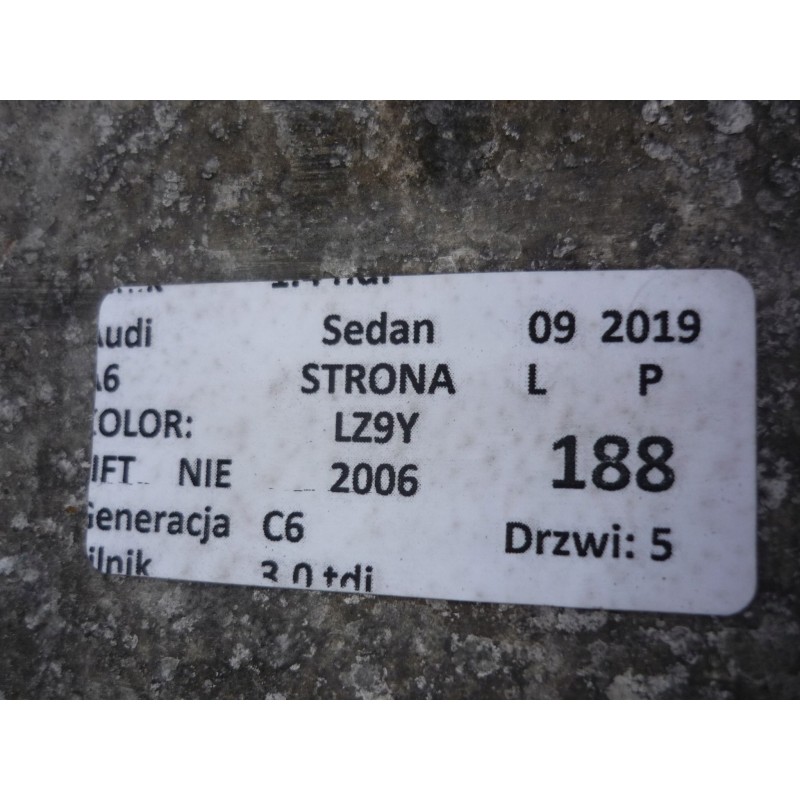 Audi Sedan 09 2019
A6 STRONA L P
COLOR: LZ9Y
LIFT NIE 2006 188
Generacja C6 Drzwi: 5
silnik 3.0 tdi